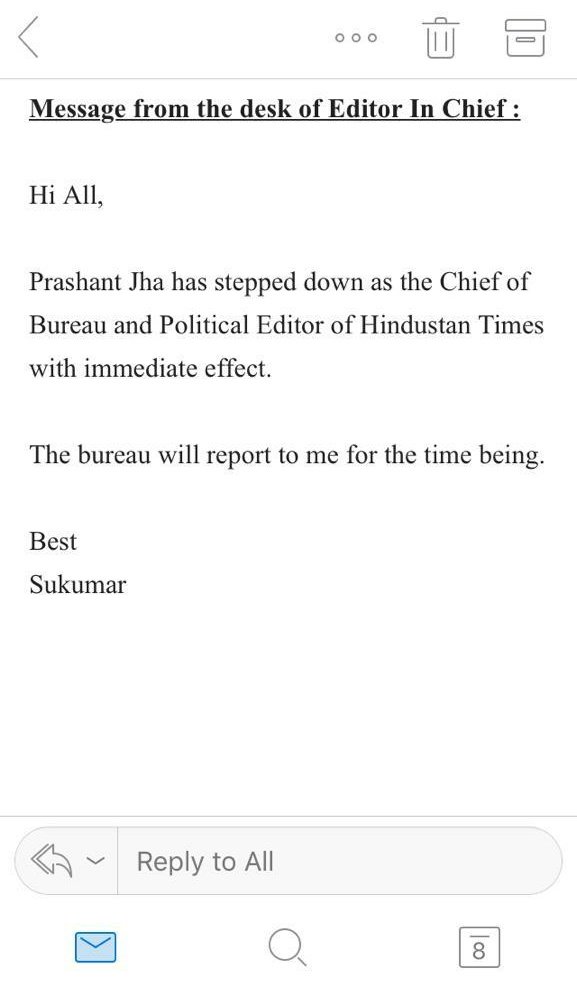 Message from the desk of Editor In Chief :
Hi All,
Prashant Jha has stepped down as the Chief of
Bureau and Political Editor of Hindustan Times
with immediate effect.
The bureau will report to me for the time being.
Best
Sukumar
Reply to All
8